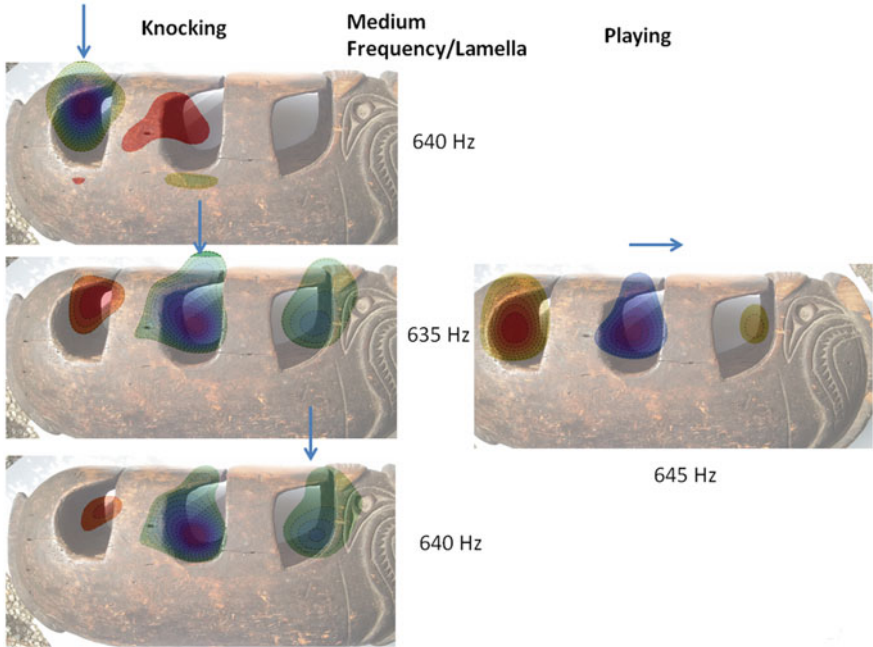 Knocking
Medium
Frequency/Lamella
Playing
640 Hz
635 Hz
645 Hz
640 Hz